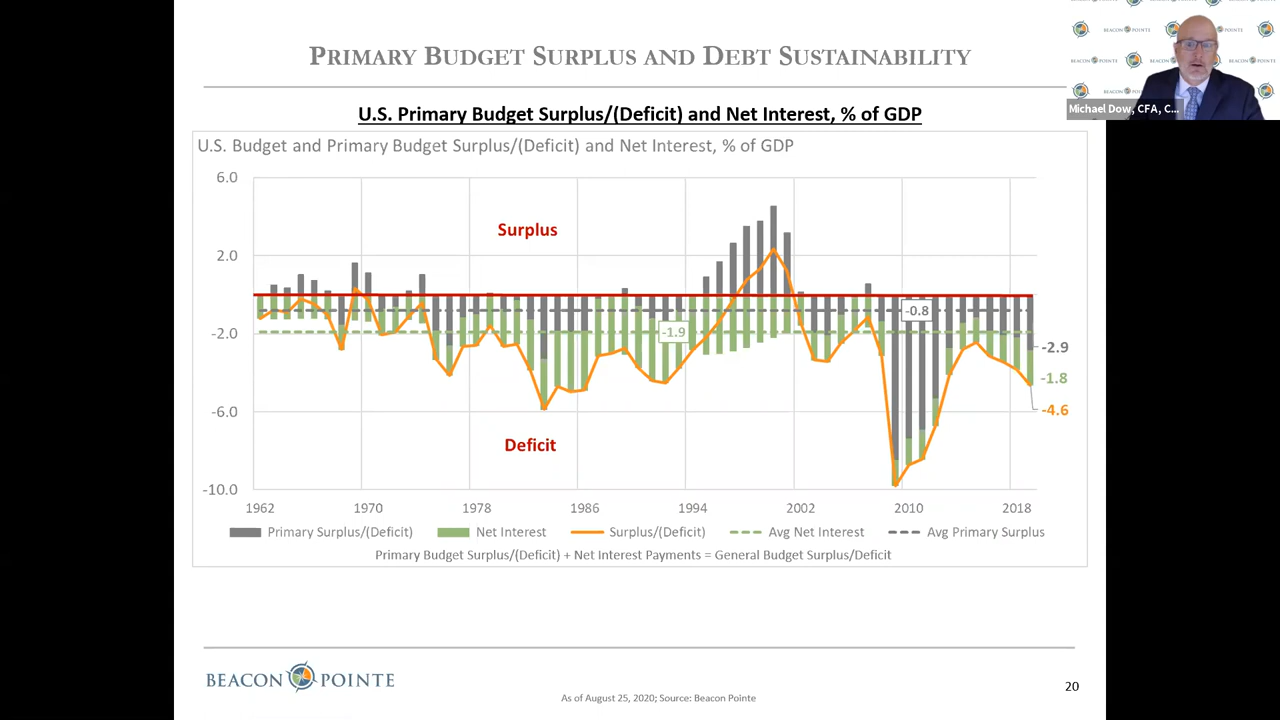 PRIMARY BUDGET SURPLUS AND DEBT SUSTAINABILITY
BEACON POINTE
Michael Dow, CFA, C...
U.S. Primary Budget Surplus/(Deficit) and Net Interest, % of GDP
U.S. Budget and Primary Budget Surplus/(Deficit) and Net Interest, % of GDP
6.0
Surplus
2.0
-0.8
-1.9
-2.0
-2.9
-1.8
-4.6
-6.0
Deficit
-10.0
1962 1970 1978 1986 1994 2002 2010 2018
Primary Surplus/(Deficit) Net Interest Surplus/(Deficit) Avg Net Interest Avg Primary Surplus
Primary Budget Surplus/(Deficit) + Net Interest Payments = General Budget Surplus/Deficit
BEACON POINTE
As of August 25, 2020; Source: Beacon Pointe
20